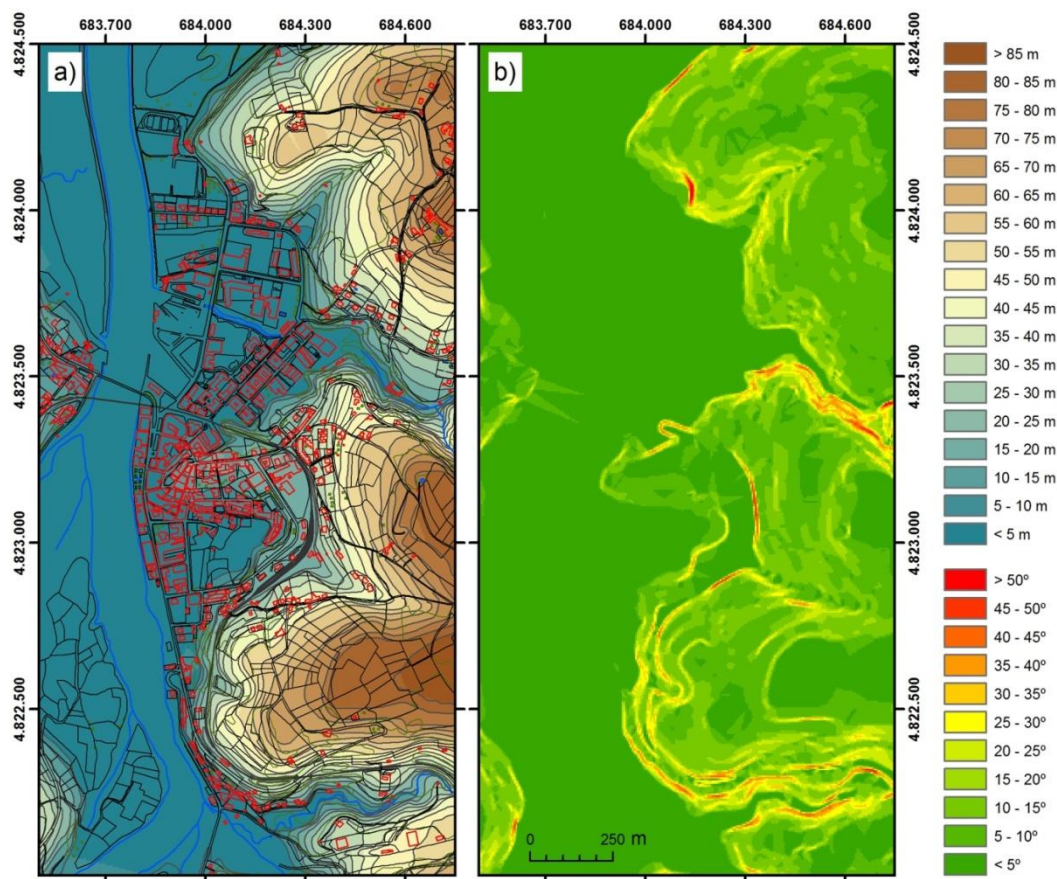 683.700 684.000 684.300 684.600 683.700 684.000 684.300 684.600
4.824.500 4.824.500
a) b)
> 85 m
80 - 85 m
75 - 80 m
70 - 75 m
65 - 70 m
60 - 65 m
55 - 60 m
50 - 55 m
45 - 50 m
40 - 45 m
35 - 40 m
30 - 35 m
25 - 30 m
20 - 25 m
15 - 20 m
10 - 15 m
5 - 10 m
< 5 m
4.824.000 4.824.000
4.823.500 4.823.500
4.823.000 4.823.000
4.822.500 4.822.500
> 50º
45 - 50º
40 - 45º
35 - 40º
30 - 35º
25 - 30º
20 - 25º
15 - 20º
10 - 15º
5 - 10º
< 5º
0 250 m